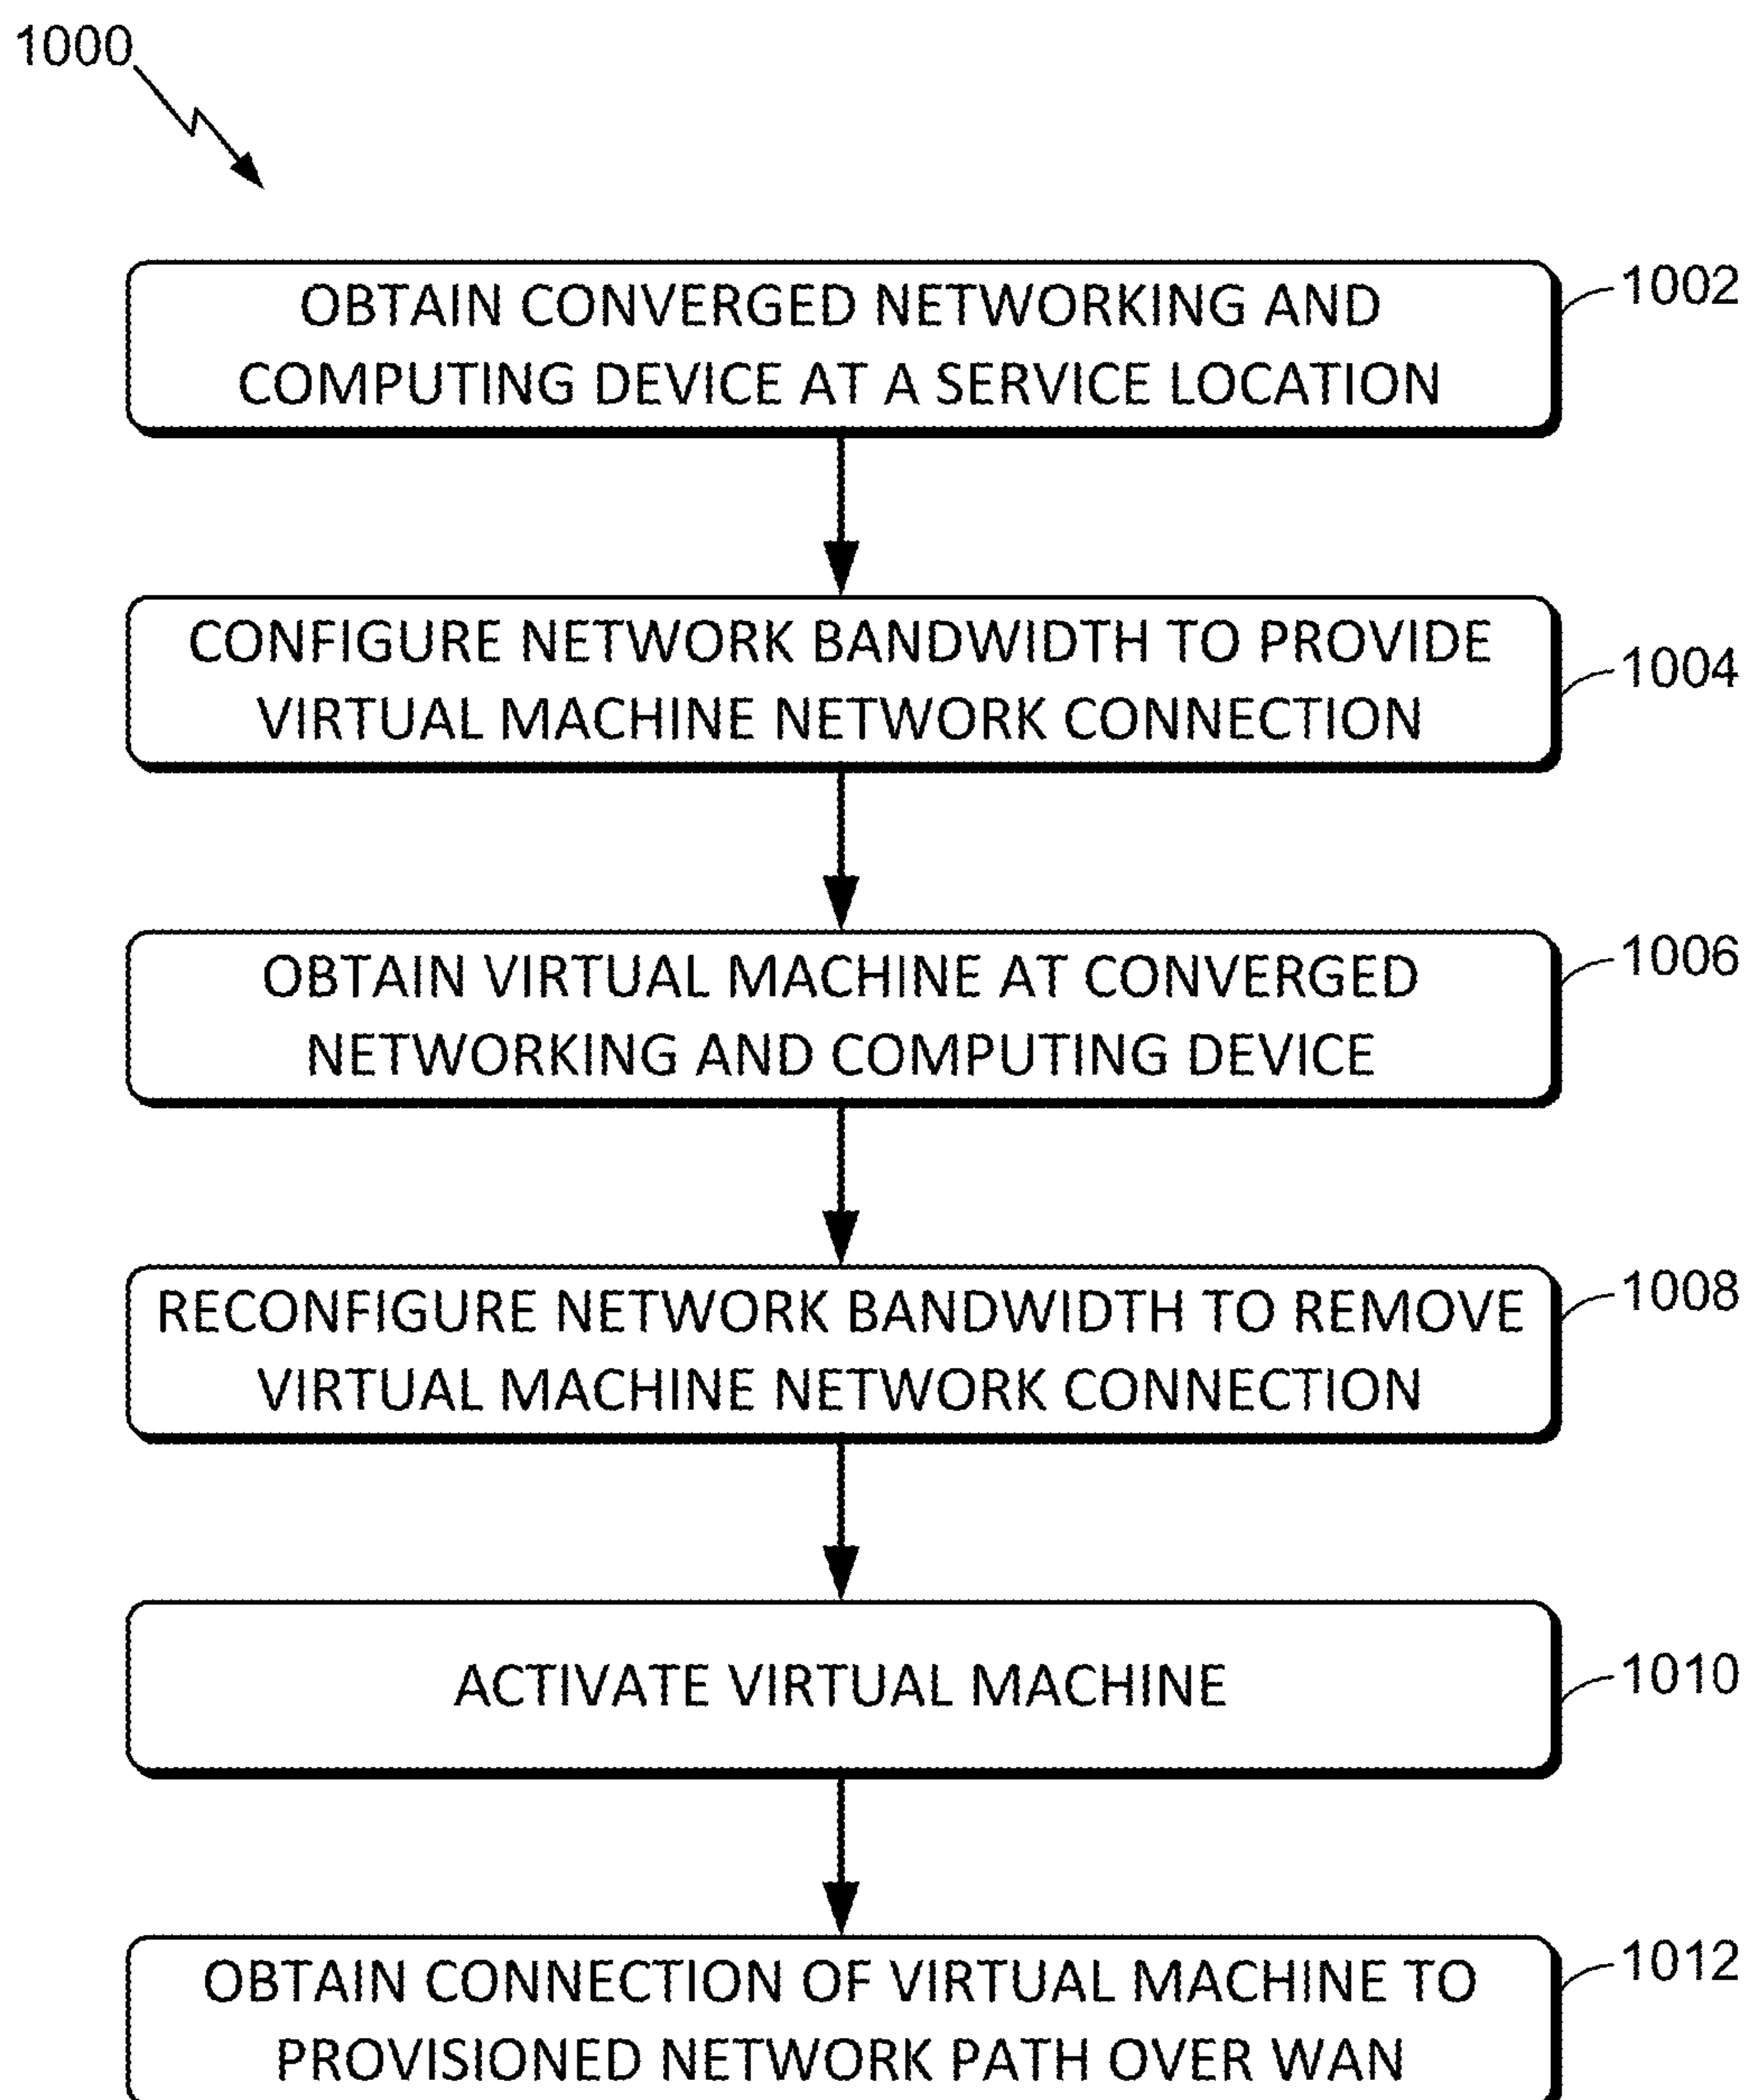 1000
OBTAIN CONVERGED NETWORKING AND
COMPUTING DEVICE AT A SERVICE LOCATION
1002
CONFIGURE NETWORK BANDWIDTH TO PROVIDE
VIRTUAL MACHINE NETWORK CONNECTION
1004
OBTAIN VIRTUAL MACHINE AT CONVERGED
NETWORKING AND COMPUTING DEVICE
1006
RECONFIGURE NETWORK BANDWIDTH TO REMOVE
VIRTUAL MACHINE NETWORK CONNECTION
1008
ACTIVATE VIRTUAL MACHINE
1010
OBTAIN CONNECTION OF VIRTUAL MACHINE TO
PROVISIONED NETWORK PATH OVER WAN
1012